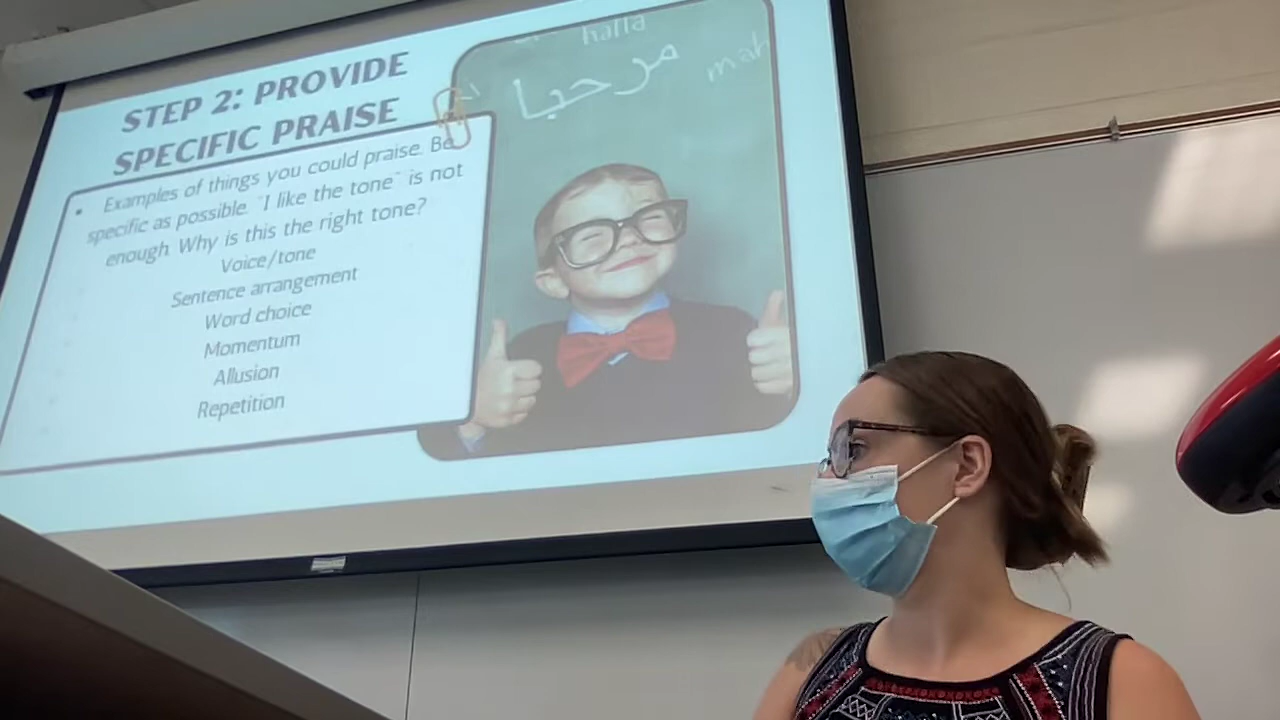 STEP 2: PROVIDE
SPECIFIC PRAISE
• Examples of things you could praise. Be
specific as possible. "I like the tone" is not
enough. Why is this the right tone?
Voice/tone
Sentence arrangement
Word choice
Momentum
Allusion
Repetition
halla
مرحبا
mah